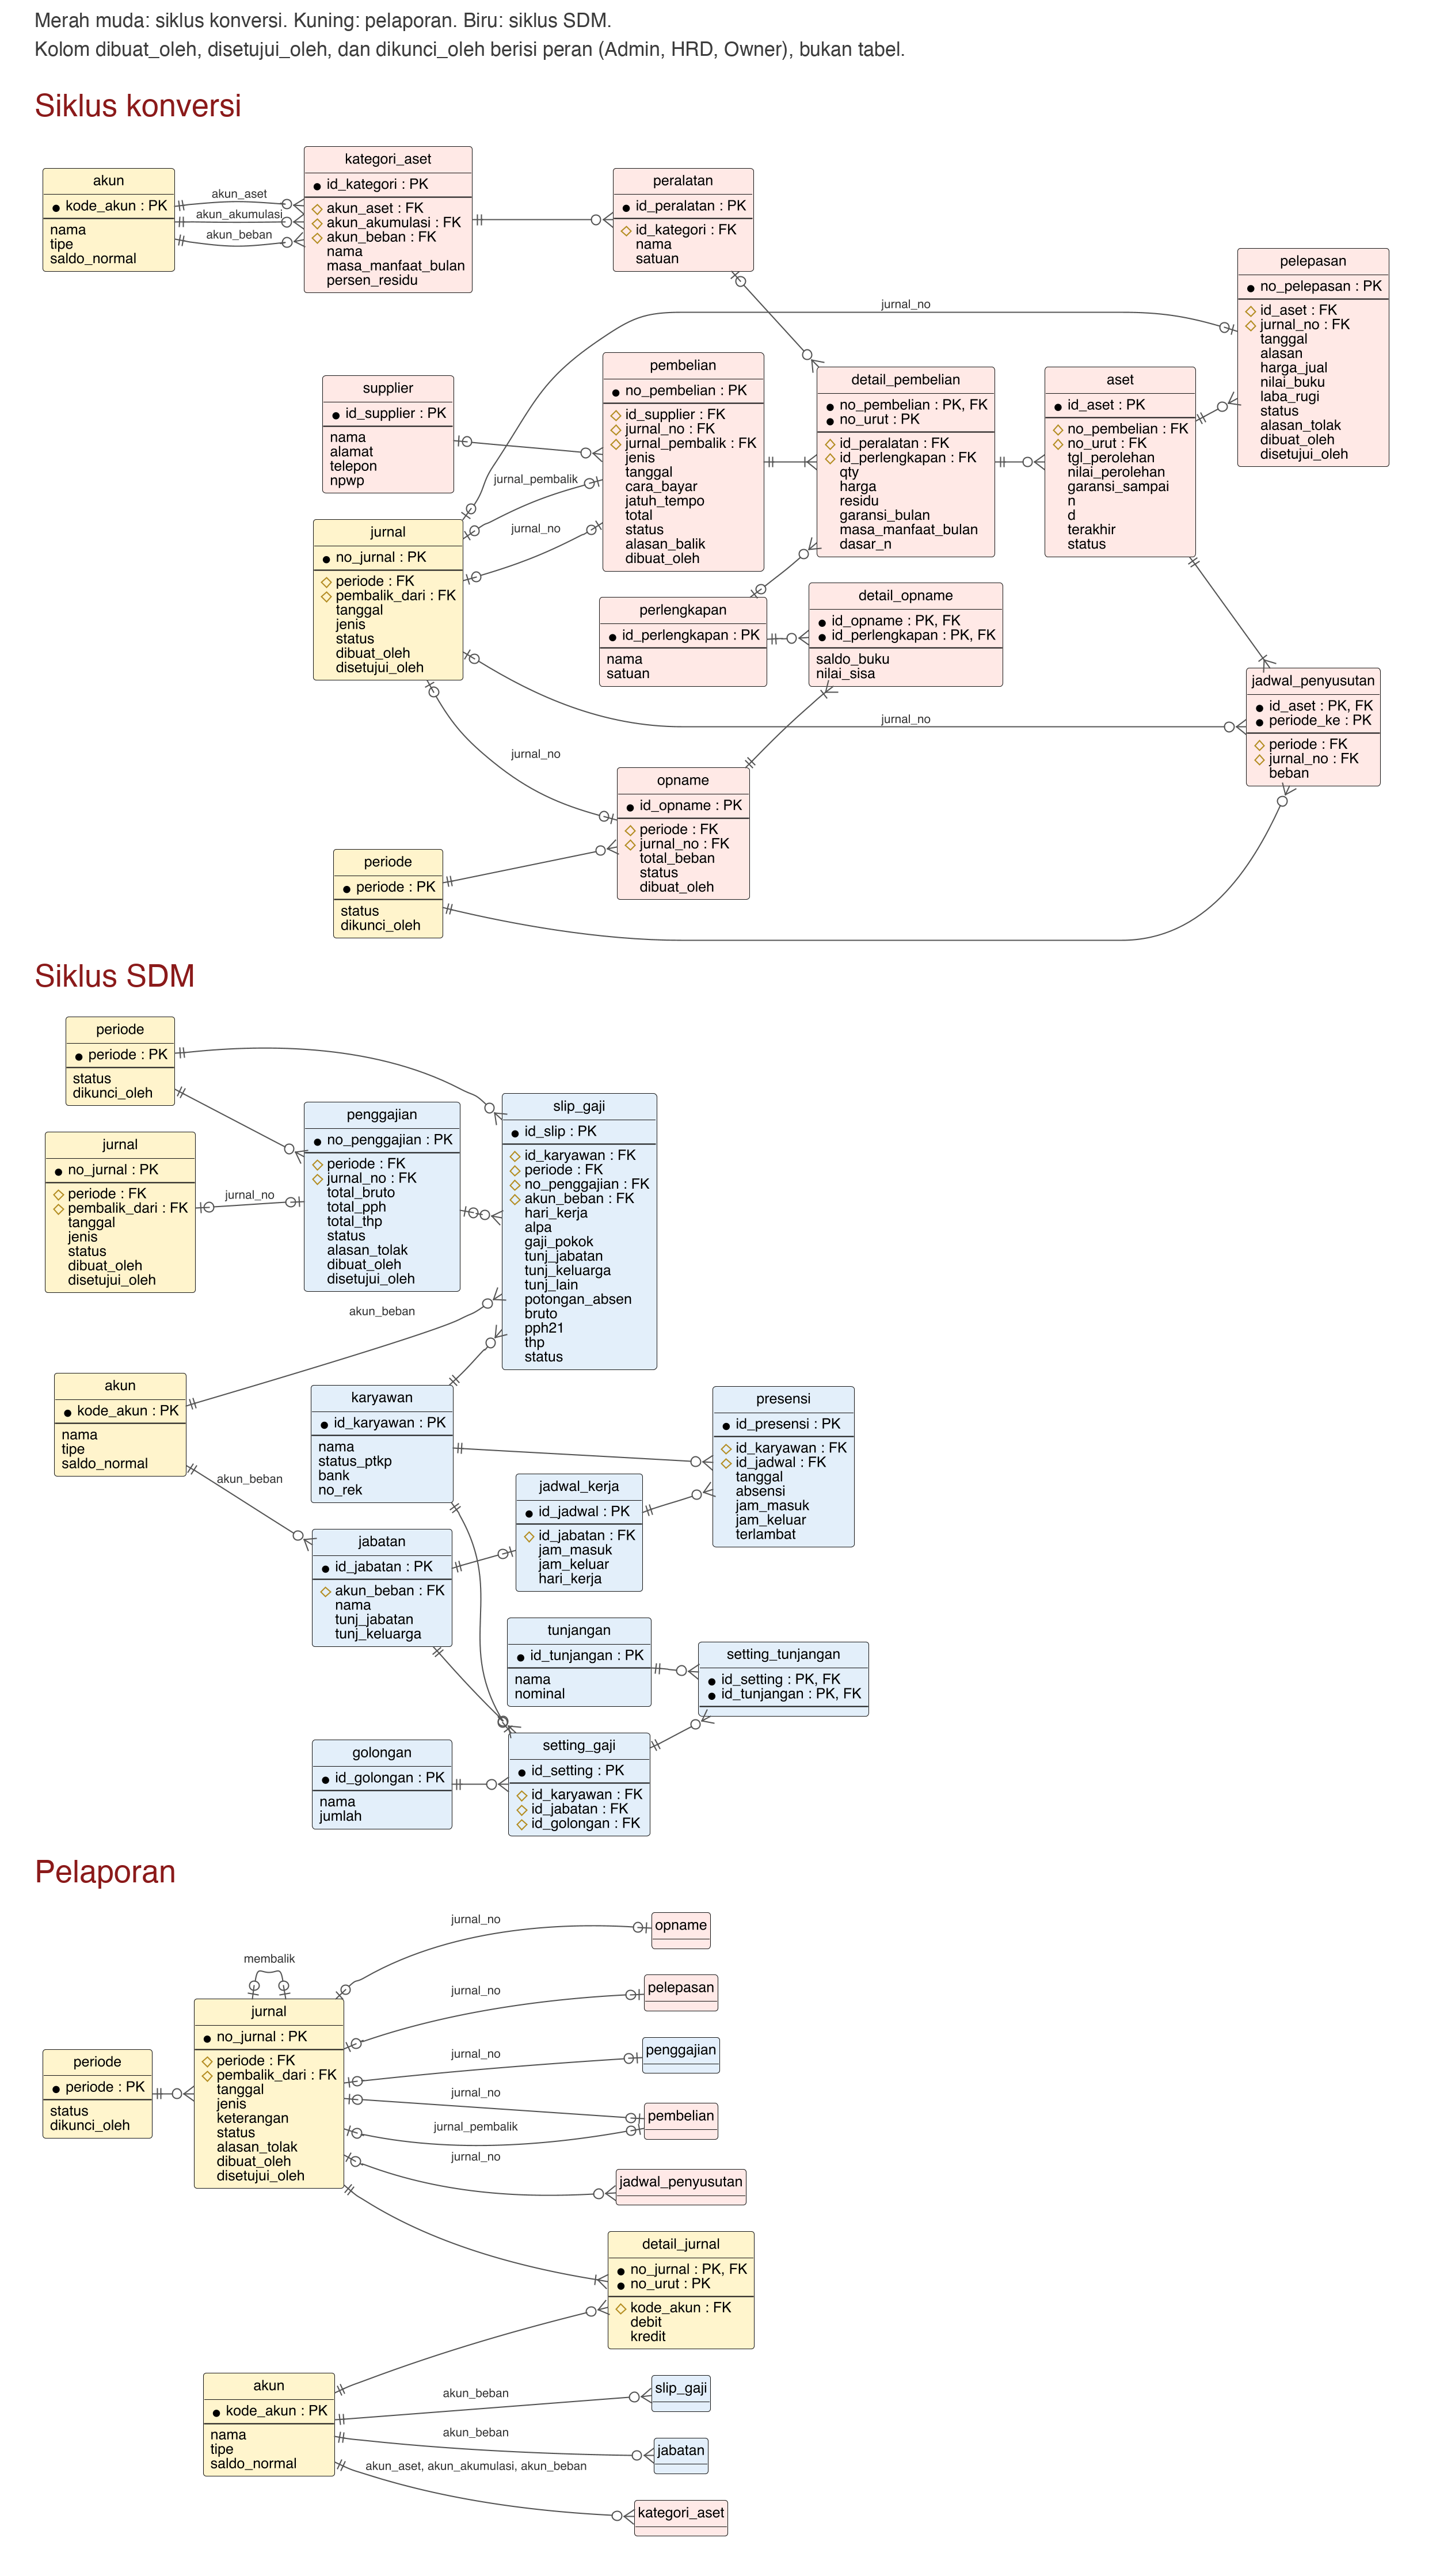 Merah muda: siklus konversi. Kuning: pelaporan. Biru: siklus SDM.
Kolom dibuat_oleh, disetujui_oleh, dan dikunci_oleh berisi peran (Admin, HRD, Owner), bukan tabel.
Siklus konversi
akun
kode_akun : PK
nama
tipe
saldo_normal
akun_aset
akun_akumulasi
akun_beban
kategori_aset
id_kategori : PK
akun_aset : FK
akun_akumulasi : FK
akun_beban : FK
nama
masa_manfaat_bulan
persen_residu
peralatan
id_peralatan : PK
id_kategori : FK
nama
satuan
pelepasan
no_pelepasan : PK
id_aset : FK
jurnal_no : FK
tanggal
alasan
harga_jual
nilai_buku
laba_rugi
status
alasan_tolak
dibuat_oleh
disetujui_oleh
jurnal_no
supplier
id_supplier : PK
nama
alamat
telepon
npwp
pembelian
no_pembelian : PK
id_supplier : FK
jurnal_no : FK
jurnal_pembalik : FK
jenis
tanggal
cara_bayar
jatuh_tempo
total
status
alasan_balik
dibuat_oleh
detail_pembelian
no_pembelian : PK, FK
no_urut : PK
id_peralatan : FK
id_perlengkapan : FK
qty
harga
residu
garansi_bulan
masa_manfaat_bulan
dasar_n
aset
id_aset : PK
no_pembelian : FK
no_urut : FK
tgl_perolehan
nilai_perolehan
garansi_sampai
n
d
terakhir
status
jurnal_pembalik
jurnal_no
jurnal
no_jurnal : PK
periode : FK
pembalik_dari : FK
tanggal
jenis
status
dibuat_oleh
disetujui_oleh
perlengkapan
id_perlengkapan : PK
nama
satuan
detail_opname
id_opname : PK, FK
id_perlengkapan : PK, FK
saldo_buku
nilai_sisa
jadwal_penyusutan
id_aset : PK, FK
periode_ke : PK
periode : FK
jurnal_no : FK
beban
jurnal_no
jurnal_no
opname
id_opname : PK
periode : FK
jurnal_no : FK
total_beban
status
dibuat_oleh
periode
periode : PK
status
dikunci_oleh
Siklus SDM
periode
periode : PK
status
dikunci_oleh
jurnal
no_jurnal : PK
periode : FK
pembalik_dari : FK
tanggal
jenis
status
dibuat_oleh
disetujui_oleh
jurnal_no
penggajian
no_penggajian : PK
periode : FK
jurnal_no : FK
total_bruto
total_pph
total_thp
status
alasan_tolak
dibuat_oleh
disetujui_oleh
slip_gaji
id_slip : PK
id_karyawan : FK
periode : FK
no_penggajian : FK
akun_beban : FK
hari_kerja
alpa
gaji_pokok
tunj_jabatan
tunj_keluarga
tunj_lain
potongan_absen
bruto
pph21
thp
status
akun_beban
akun
kode_akun : PK
nama
tipe
saldo_normal
akun_beban
karyawan
id_karyawan : PK
nama
status_ptkp
bank
no_rek
presensi
id_presensi : PK
id_karyawan : FK
id_jadwal : FK
tanggal
absensi
jam_masuk
jam_keluar
terlambat
jadwal_kerja
id_jadwal : PK
id_jabatan : FK
jam_masuk
jam_keluar
hari_kerja
jabatan
id_jabatan : PK
akun_beban : FK
nama
tunj_jabatan
tunj_keluarga
tunjangan
id_tunjangan : PK
nama
nominal
setting_tunjangan
id_setting : PK, FK
id_tunjangan : PK, FK
golongan
id_golongan : PK
nama
jumlah
setting_gaji
id_setting : PK
id_karyawan : FK
id_jabatan : FK
id_golongan : FK
Pelaporan
membalik
jurnal_no
opname
jurnal_no
pelepasan
jurnal_no
penggajian
jurnal_no
pembelian
jurnal_pembalik
jurnal_no
jadwal_penyusutan
jurnal
no_jurnal : PK
periode : FK
pembalik_dari : FK
tanggal
jenis
keterangan
status
alasan_tolak
dibuat_oleh
disetujui_oleh
periode
periode : PK
status
dikunci_oleh
detail_jurnal
no_jurnal : PK, FK
no_urut : PK
kode_akun : FK
debit
kredit
akun
kode_akun : PK
nama
tipe
saldo_normal
akun_beban
slip_gaji
akun_beban
jabatan
akun_aset, akun_akumulasi, akun_beban
kategori_aset